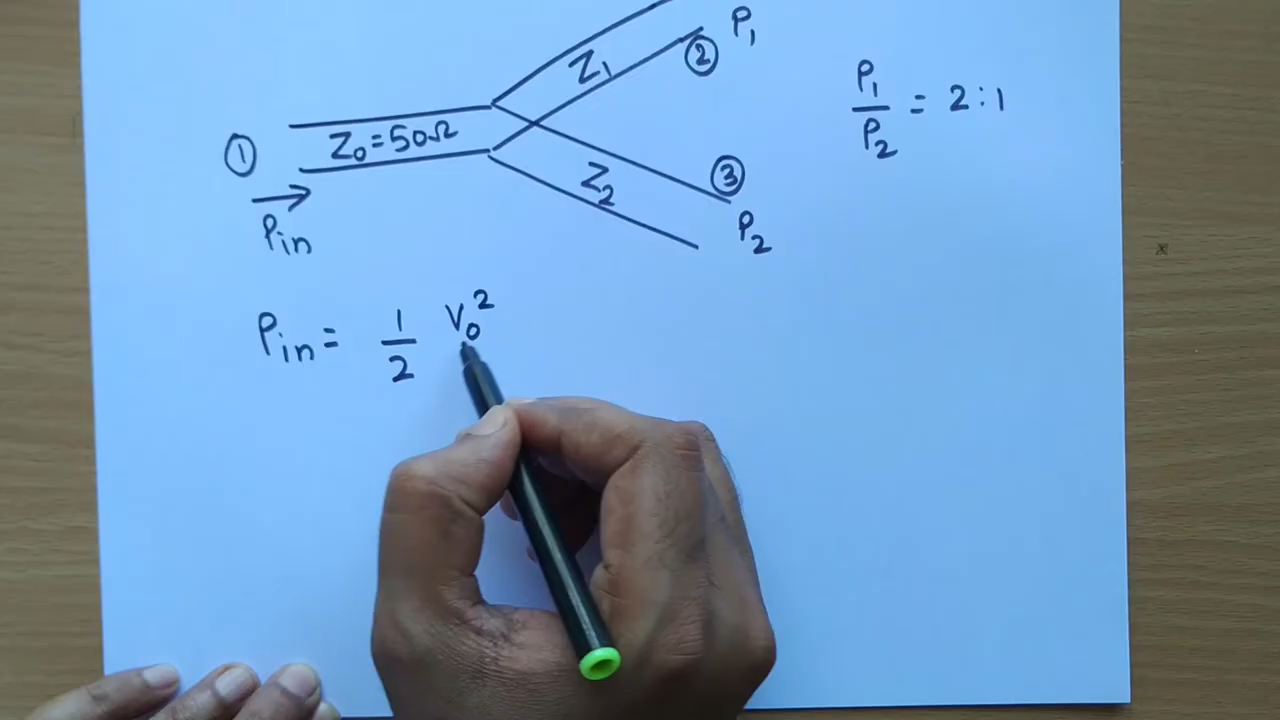 P₁
②
Z₁
P₁/P₂ = 2:1
① Z₀=50Ω
Z₂ ③
Pin P₂
Pin = 1/2 V₀²